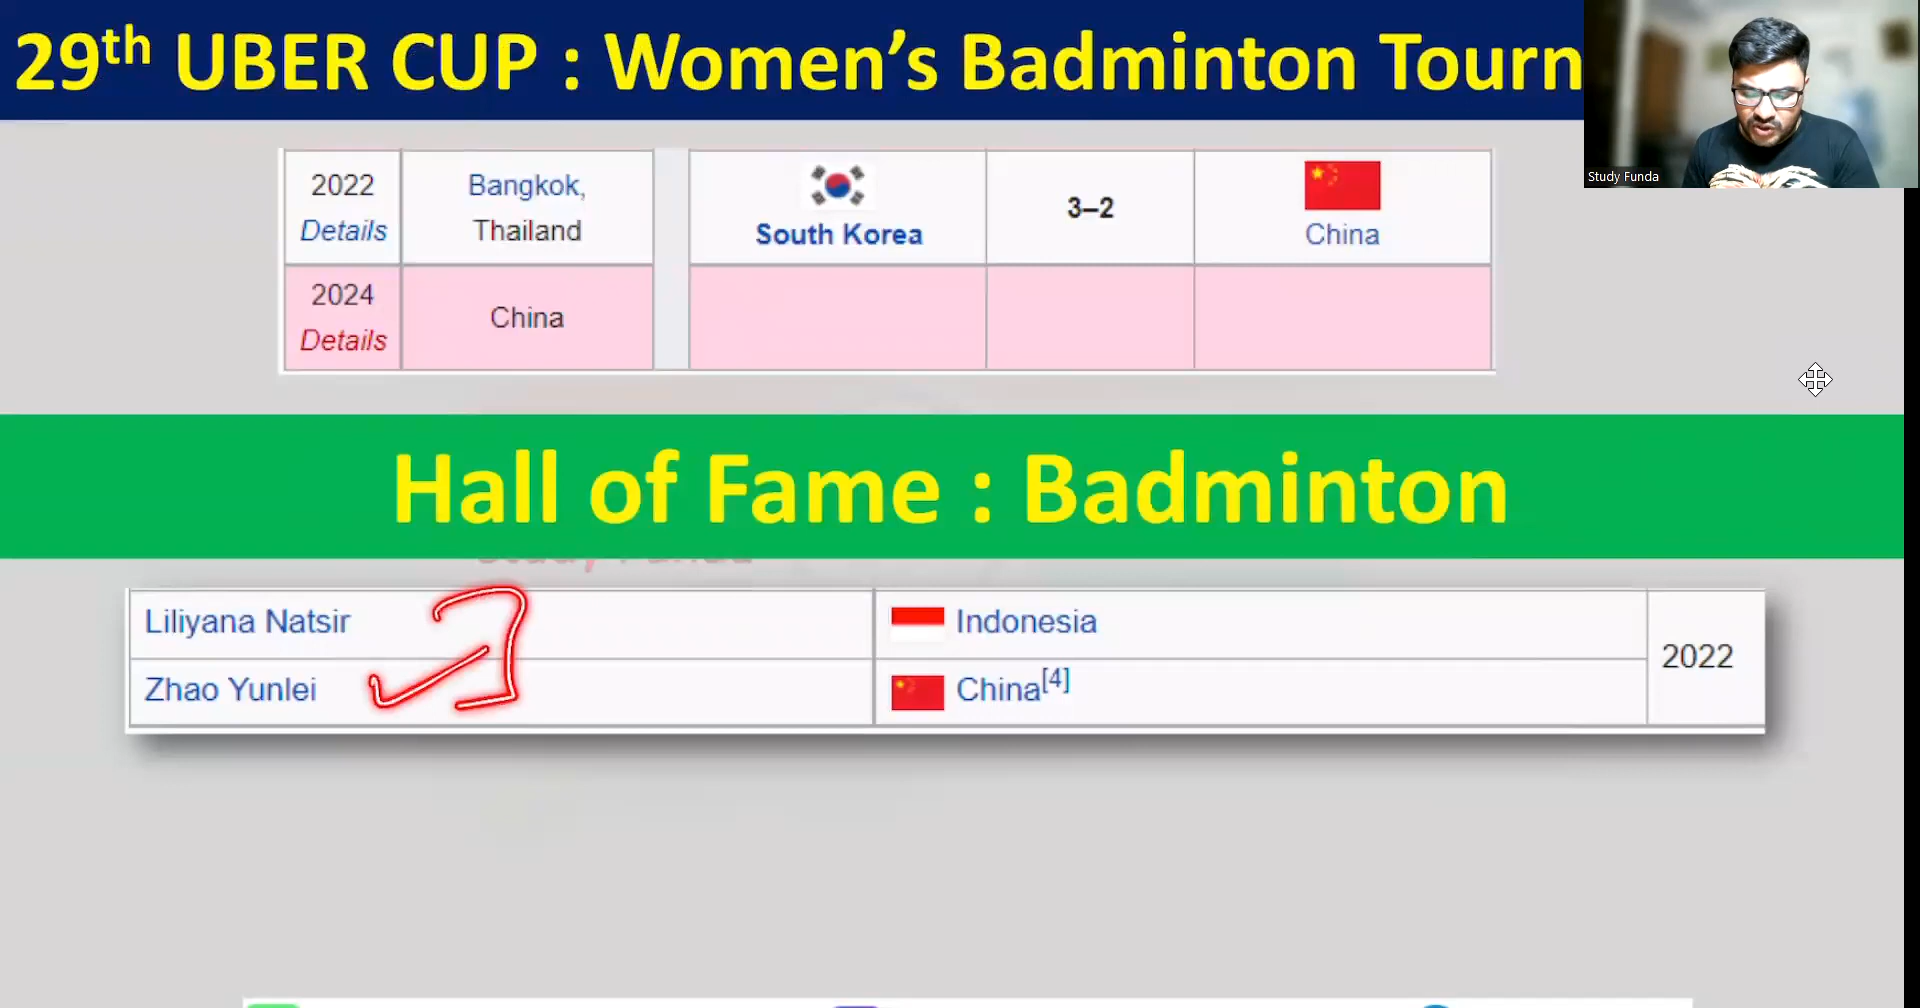 29th UBER CUP : Women's Badminton Tourn
Study Funda
2022
Details
Bangkok,
Thailand
South Korea
3–2
China
2024
Details
China
Hall of Fame : Badminton
Liliyana Natsir
Indonesia
2022
Zhao Yunlei
China[4]